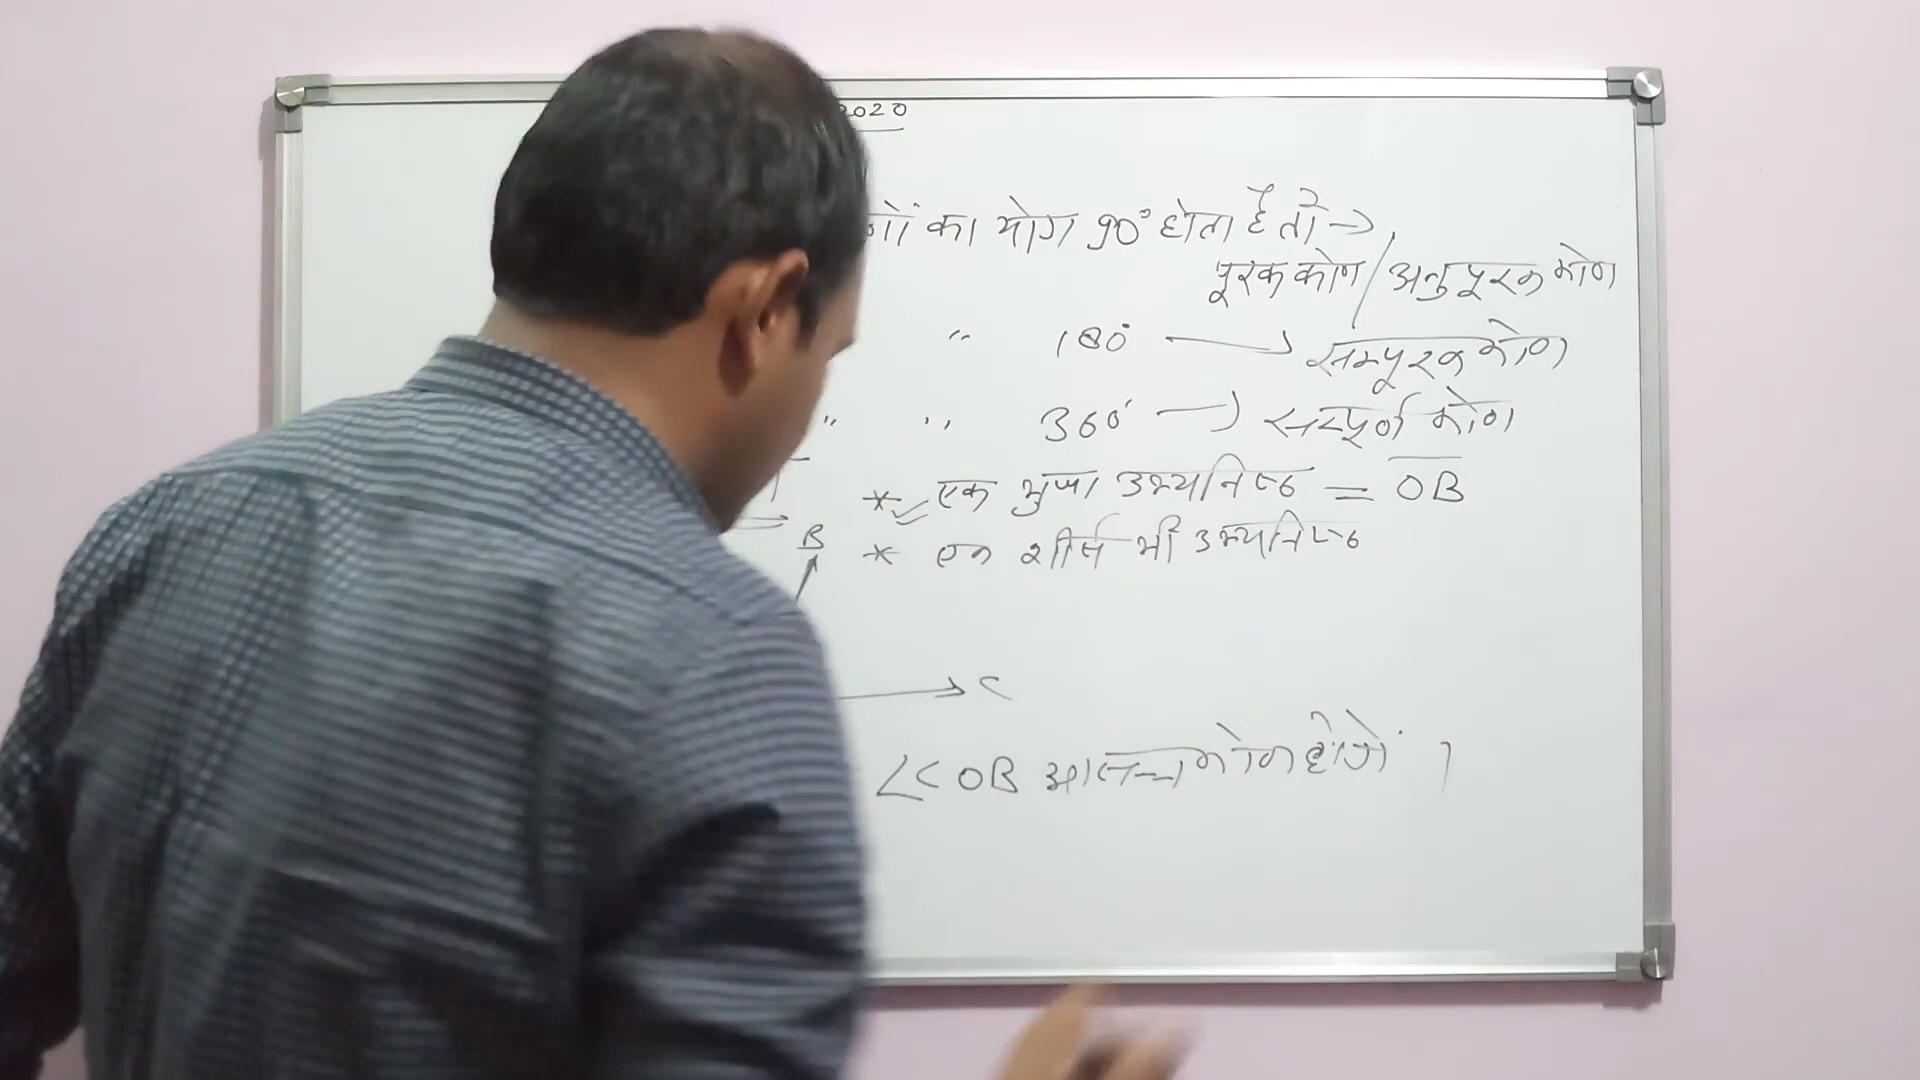 2020
णों का योग 90° होता है तो →
पूरक कोण / अनुपूरक कोण
" 180° → सम्पूरक कोण
" " 360° → सम्पूर्ण कोण
* एक भुजा उभयनिष्ठ = OB
B
* एक शीर्ष भी उभयनिष्ठ
C
∠COB आसन्न कोण होंगे ।